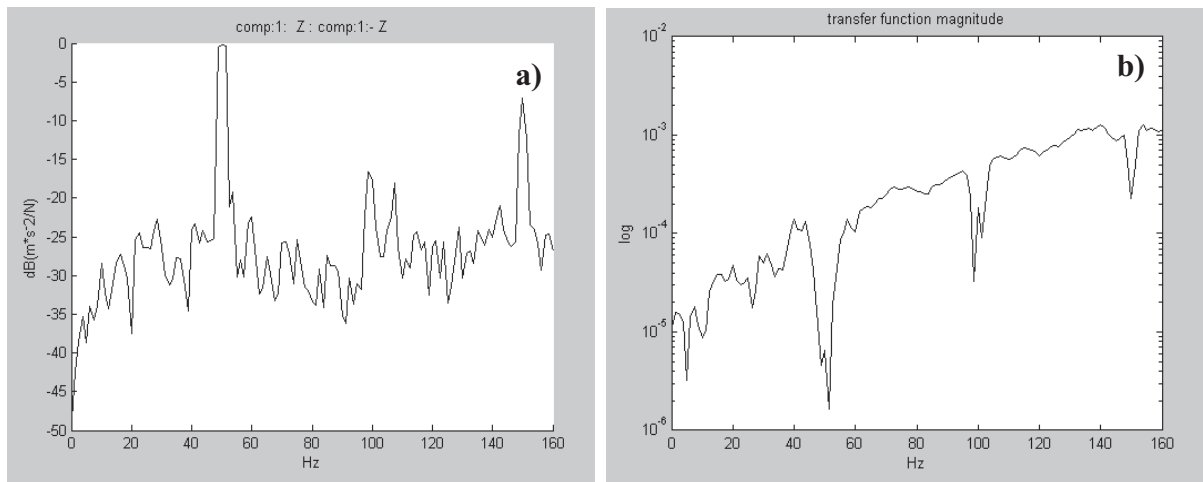 comp:1: Z : comp:1:- Z
a)
0
-5
-10
-15
-20
-25
-30
-35
-40
-45
-50
dB(m*s^-2/N)
0 20 40 60 80 100 120 140 160
Hz
transfer function magnitude
b)
10^-2
10^-3
10^-4
10^-5
10^-6
log
0 20 40 60 80 100 120 140 160
Hz